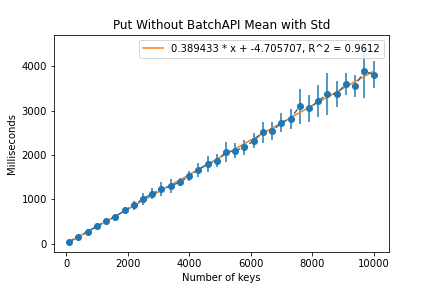 Put Without BatchAPI Mean with Std
0.389433 * x + -4.705707, R^2 = 0.9612
Milliseconds
4000
3000
2000
1000
0
0 2000 4000 6000 8000 10000
Number of keys